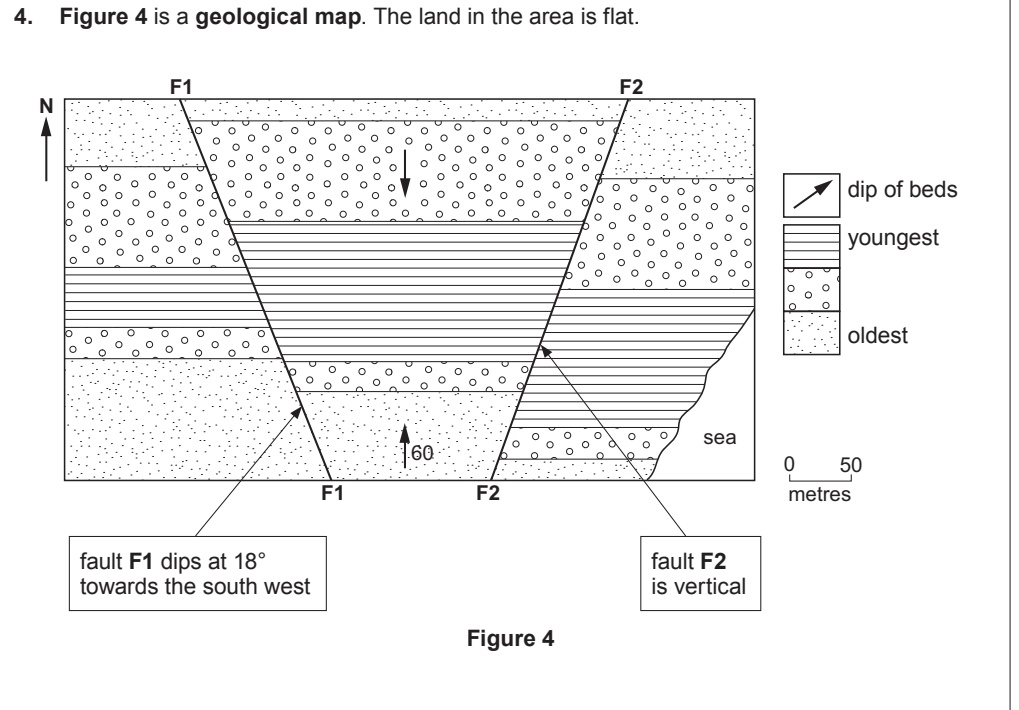 4. Figure 4 is a geological map. The land in the area is flat.
F1
F2
N
dip of beds
youngest
oldest
sea
60
0 50
metres
F1
F2
fault F1 dips at 18°
towards the south west
fault F2
is vertical
Figure 4